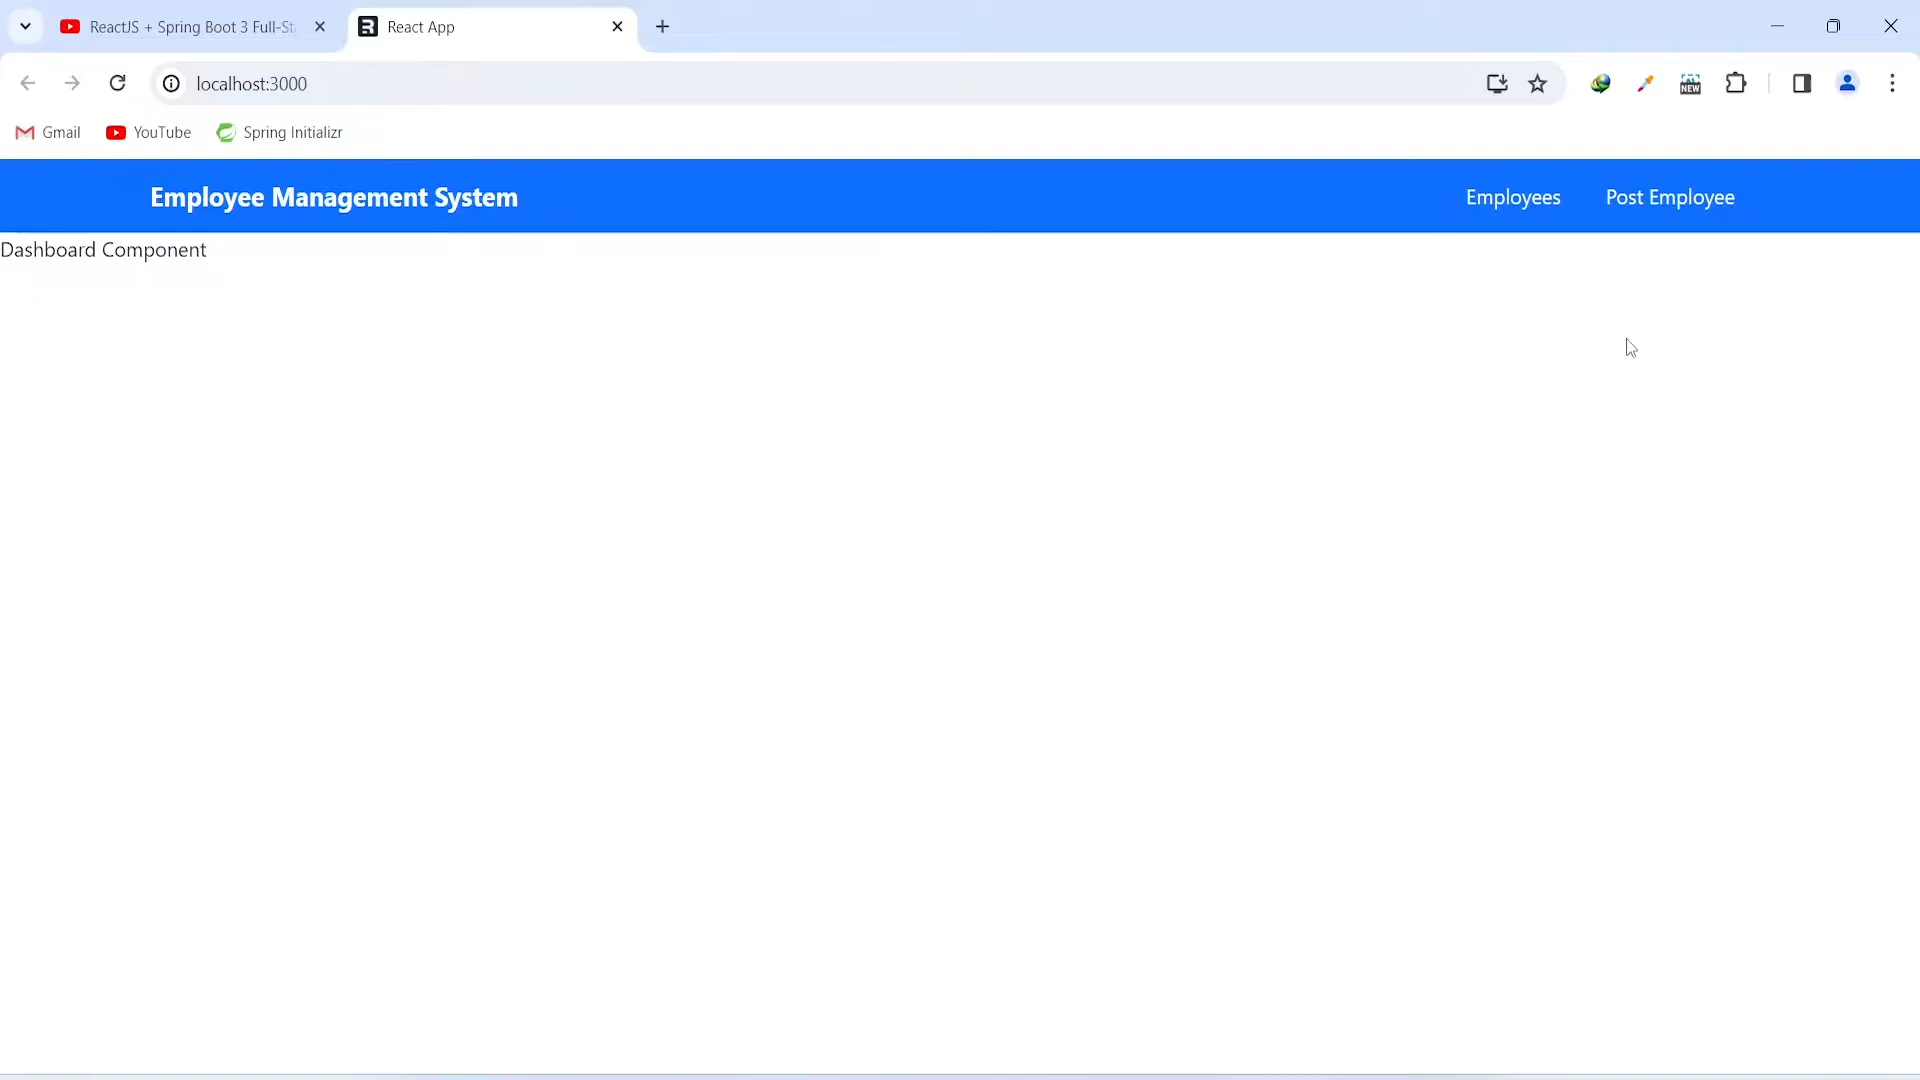 ReactJS + Spring Boot 3 Full-St
React App
localhost:3000
NEW
Gmail
YouTube
Spring Initializr
Employee Management System
Employees
Post Employee
Dashboard Component